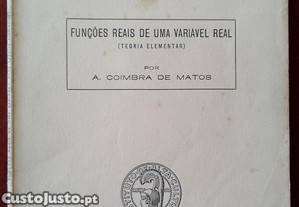 FUNÇÕES REAIS DE UMA VARIÁVEL REAL
(TEORIA ELEMENTAR)
POR
A. COIMBRA DE MATOS
CustoJusto.pt